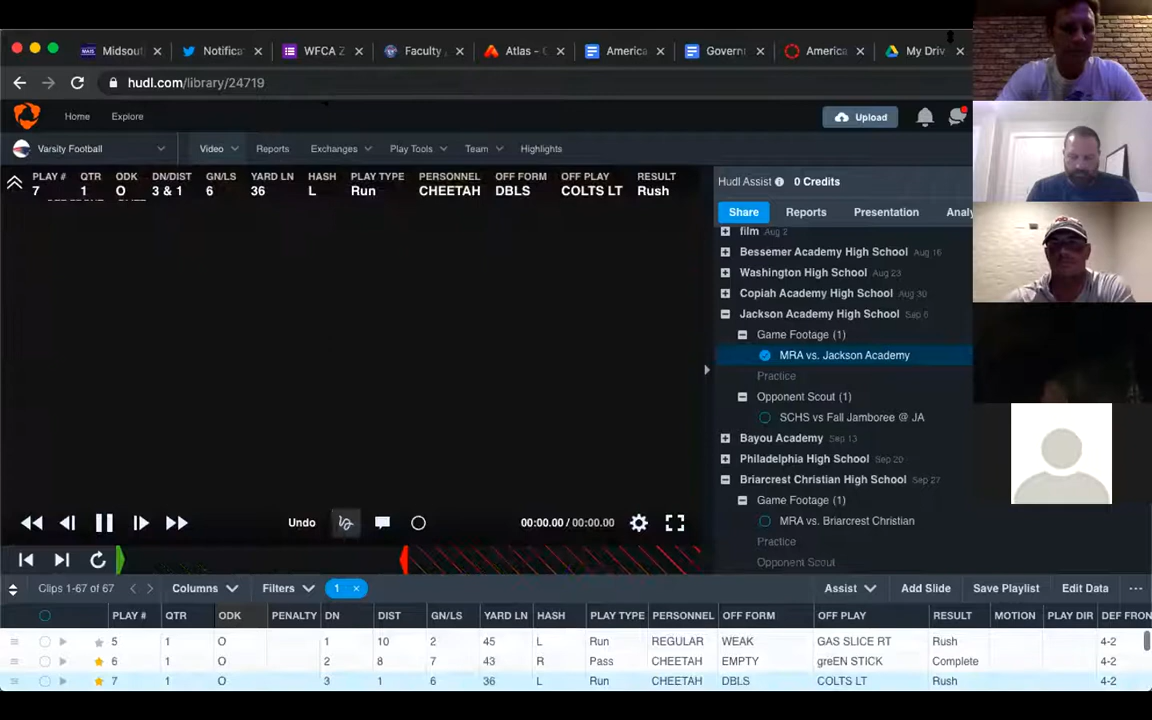 Midsout
Notifica
WFCA Z
Faculty
Atlas - C
America
Govern
America
My Driv
hudl.com/library/24719
Home Explore Upload
Varsity Football Video Reports Exchanges Play Tools Team Highlights
PLAY # QTR ODK DN/DIST GN/LS YARD LN HASH PLAY TYPE PERSONNEL OFF FORM OFF PLAY RESULT
7 1 O 3 & 1 6 36 L Run CHEETAH DBLS COLTS LT Rush
Hudl Assist 0 Credits
Share Reports Presentation Analy
film Aug 2
Bessemer Academy High School Aug 16
Washington High School Aug 23
Copiah Academy High School Aug 30
Jackson Academy High School Sep 6
Game Footage (1)
MRA vs. Jackson Academy
Practice
Opponent Scout (1)
SCHS vs Fall Jamboree @ JA
Bayou Academy Sep 13
Philadelphia High School Sep 20
Briarcrest Christian High School Sep 27
Game Footage (1)
MRA vs. Briarcrest Christian
Practice
Opponent Scout
Undo 00:00.00 / 00:00.00
Clips 1-67 of 67 Columns Filters 1 × Assist Add Slide Save Playlist Edit Data
PLAY # QTR ODK PENALTY DN DIST GN/LS YARD LN HASH PLAY TYPE PERSONNEL OFF FORM OFF PLAY RESULT MOTION PLAY DIR DEF FRON
5 1 O 1 10 2 45 L Run REGULAR WEAK GAS SLICE RT Rush 4-2
6 1 O 2 8 7 43 R Pass CHEETAH EMPTY greEN STICK Complete 4-2
7 1 O 3 1 6 36 L Run CHEETAH DBLS COLTS LT Rush 4-2